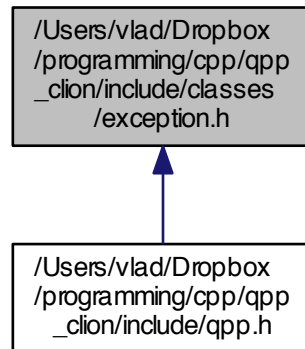 /Users/vlad/Dropbox
/programming/cpp/qpp
_clion/include/classes
/exception.h
/Users/vlad/Dropbox
/programming/cpp/qpp
_clion/include/qpp.h